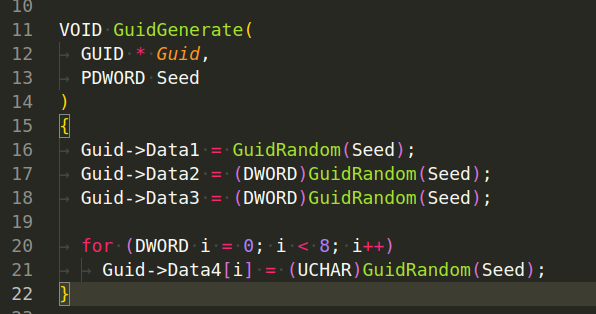 10
11 VOID GuidGenerate(
12 GUID * Guid,
13 PDWORD Seed
14 )
15 {
16 Guid->Data1 = GuidRandom(Seed);
17 Guid->Data2 = (DWORD)GuidRandom(Seed);
18 Guid->Data3 = (DWORD)GuidRandom(Seed);
19
20 for (DWORD i = 0; i < 8; i++)
21 Guid->Data4[i] = (UCHAR)GuidRandom(Seed);
22 }